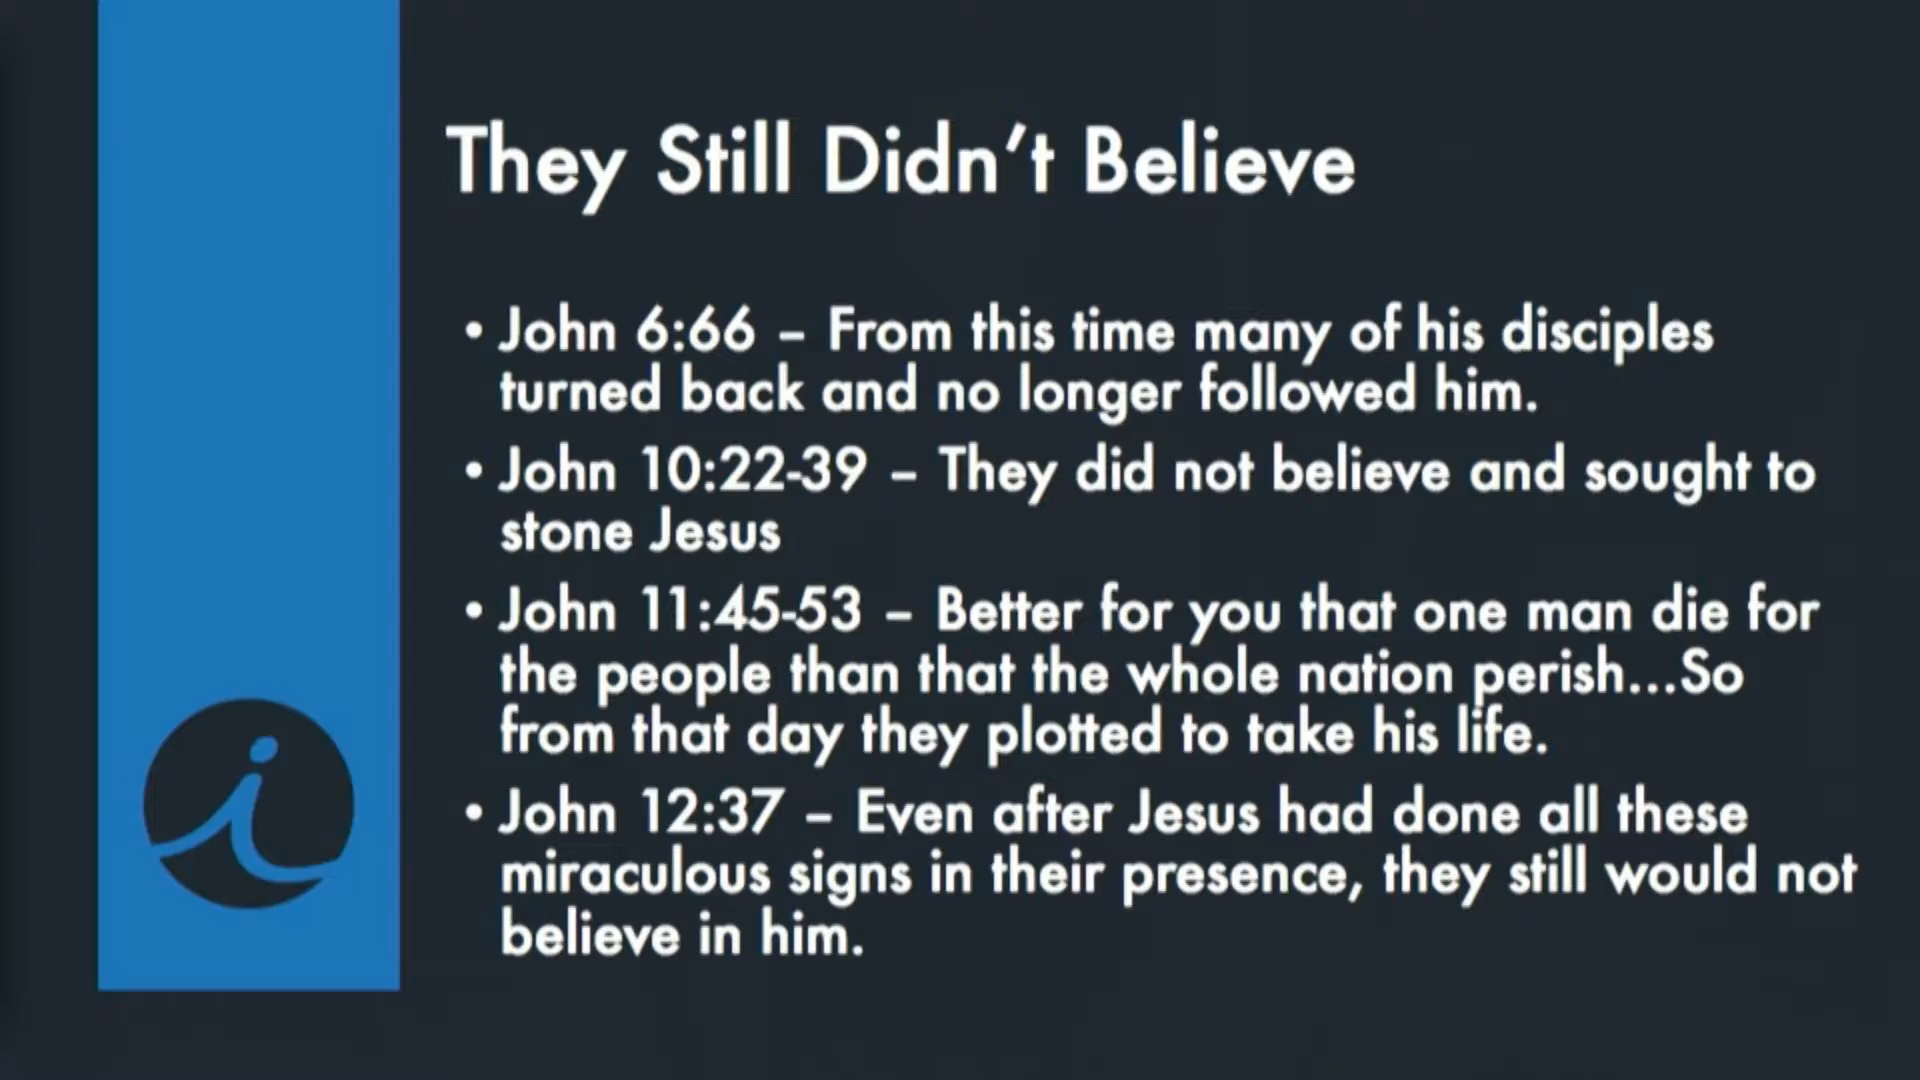 They Still Didn't Believe
• John 6:66 – From this time many of his disciples
turned back and no longer followed him.
• John 10:22-39 – They did not believe and sought to
stone Jesus
• John 11:45-53 – Better for you that one man die for
the people than that the whole nation perish...So
from that day they plotted to take his life.
• John 12:37 – Even after Jesus had done all these
miraculous signs in their presence, they still would not
believe in him.